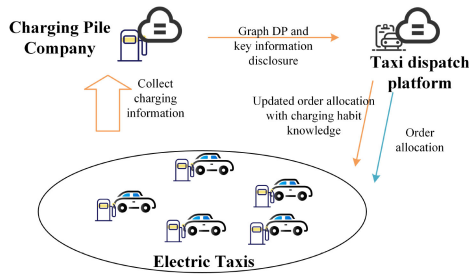 Charging Pile
Company
Graph DP and
key information
disclosure
Taxi dispatch
platform
Collect
charging
information
Updated order allocation
with charging habit
knowledge
Order
allocation
Electric Taxis